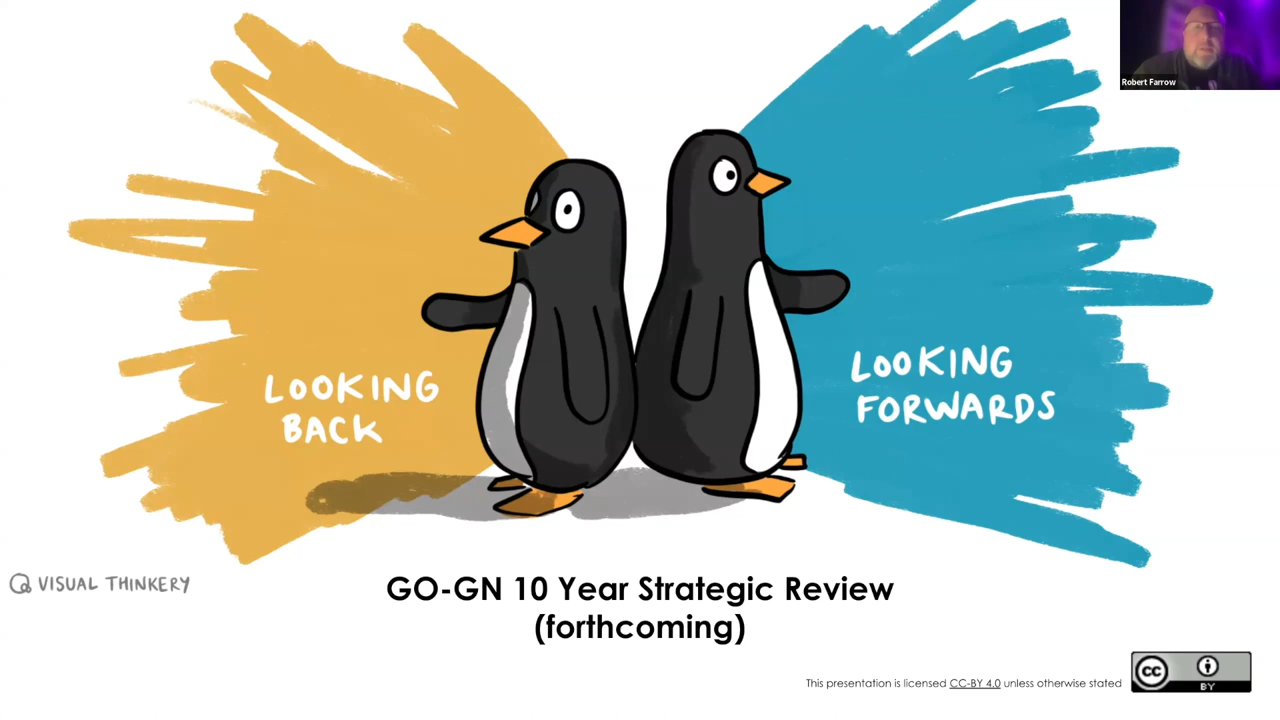 Robert Farrow
LOOKING
BACK
LOOKING
FORWARDS
VISUAL THINKERY
GO-GN 10 Year Strategic Review
(forthcoming)
This presentation is licensed CC-BY 4.0 unless otherwise stated
cc
BY